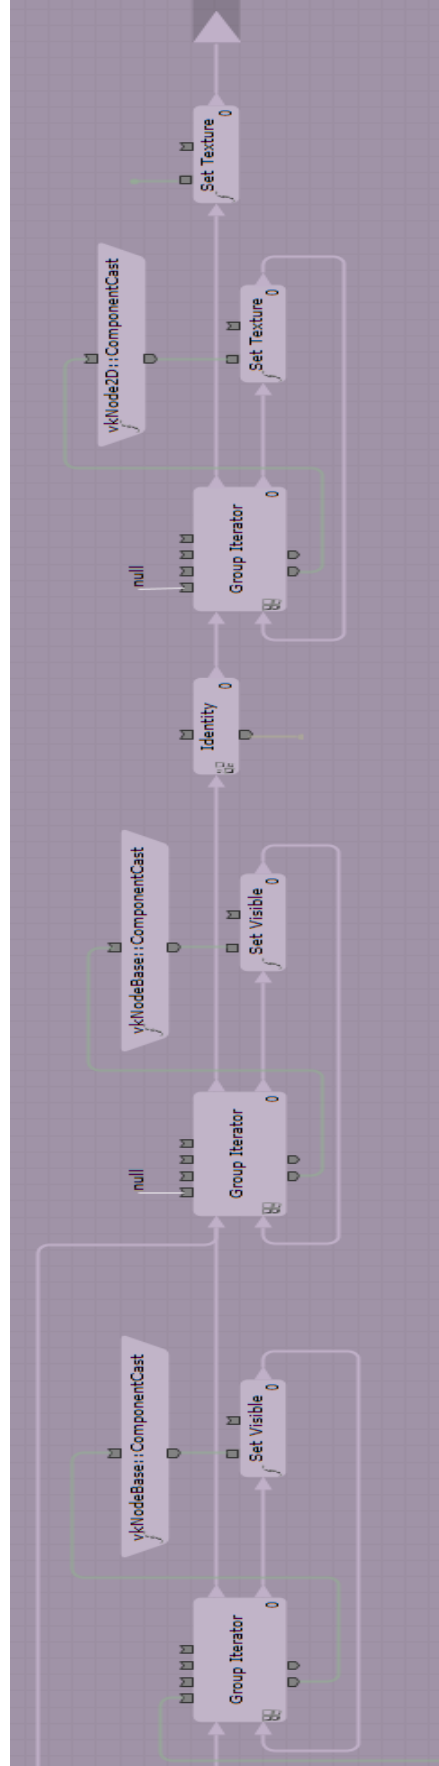 Group Iterator
0
vkNodeBase::ComponentCast
Set Visible
0
null
Group Iterator
0
vkNodeBase::ComponentCast
Set Visible
0
Identity
0
null
Group Iterator
0
vkNode2D::ComponentCast
Set Texture
0
Set Texture
0